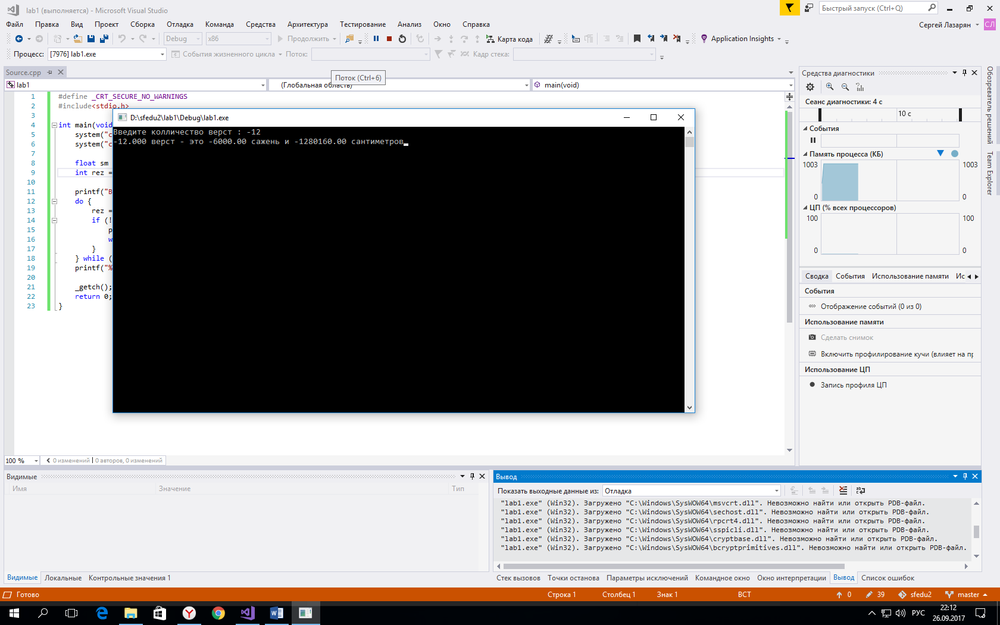 lab1 (выполняется) - Microsoft Visual Studio
Быстрый запуск (Ctrl+Q)
Файл Правка Вид Проект Сборка Отладка Команда Средства Архитектура Тестирование Анализ Окно Справка
Сергей Лазарян СЛ
Debug x86 Продолжить Карта кода Application Insights
Процесс: [7976] lab1.exe События жизненного цикла Поток: Кадр стека:
Source.cpp
Поток (Ctrl+6)
lab1 (Глобальная область) main(void)
1 #define _CRT_SECURE_NO_WARNINGS
2 #include<stdio.h>
3
4 int main(void
5 system("c
6 system("c
7
8 float sm
9 int rez =
10
11 printf("В
12 do {
13 rez =
14 if (!
15 p
16 w
17 }
18 } while (
19 printf("%
20
21 _getch();
22 return 0;
23 }
D:\sfedu2\lab1\Debug\lab1.exe
Введите колличество верст : -12
-12.000 верст - это -6000.00 сажень и -1280160.00 сантиметров
100 % 0 изменений | 0 авторов, 0 изменений
Средства диагностики
Сеанс диагностики: 4 с
10 с
События
Память процесса (КБ)
1003 1003
0 0
ЦП (% всех процессоров)
100 100
0 0
Сводка События Использование памяти Ис
События
Отображение событий (0 из 0)
Использование памяти
Сделать снимок
Включить профилирование кучи (влияет на пр
Использование ЦП
Запись профиля ЦП
Обозреватель решений
Team Explorer
Видимые
Имя Значение Тип
Видимые Локальные Контрольные значения 1
Вывод
Показать выходные данные из: Отладка
"lab1.exe" (Win32). Загружено "C:\Windows\SysWOW64\msvcrt.dll". Невозможно найти или открыть PDB-файл.
"lab1.exe" (Win32). Загружено "C:\Windows\SysWOW64\sechost.dll". Невозможно найти или открыть PDB-файл.
"lab1.exe" (Win32). Загружено "C:\Windows\SysWOW64\rpcrt4.dll". Невозможно найти или открыть PDB-файл.
"lab1.exe" (Win32). Загружено "C:\Windows\SysWOW64\sspicli.dll". Невозможно найти или открыть PDB-файл.
"lab1.exe" (Win32). Загружено "C:\Windows\SysWOW64\cryptbase.dll". Невозможно найти или открыть PDB-файл.
"lab1.exe" (Win32). Загружено "C:\Windows\SysWOW64\bcryptprimitives.dll". Невозможно найти или открыть PDB-файл.
Стек вызовов Точки останова Параметры исключений Командное окно Окно интерпретации Вывод Список ошибок
Готово Строка 1 Столбец 1 Знак 1 ВСТ 0 39 sfedu2 master
РУС
22:12
26.09.2017